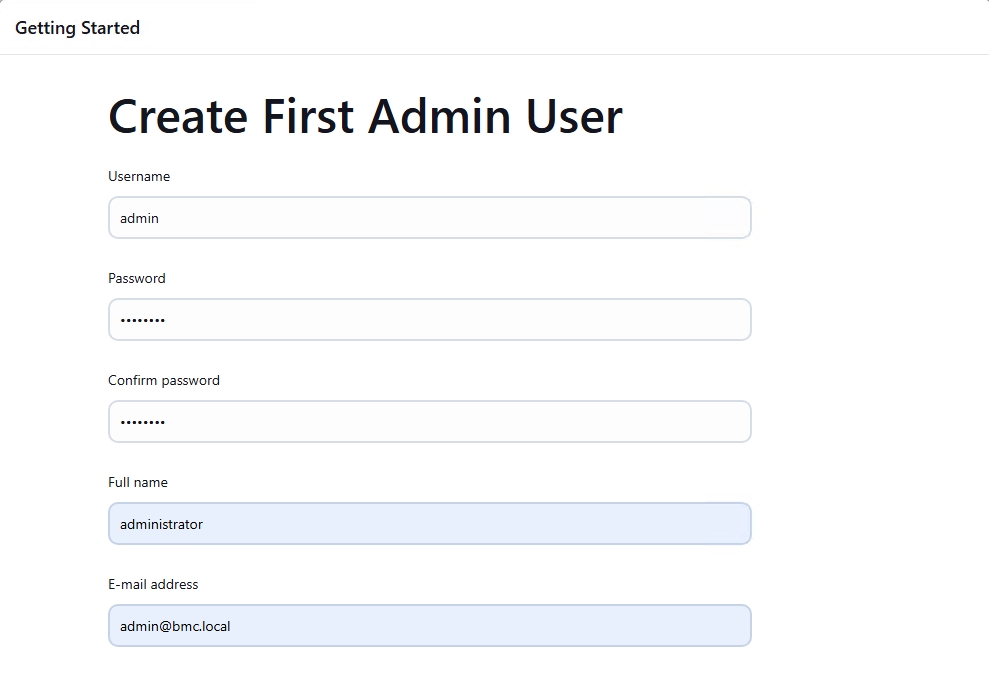 Getting Started
Create First Admin User
Username
admin
Password
••••••••
Confirm password
••••••••
Full name
administrator
E-mail address
admin@bmc.local